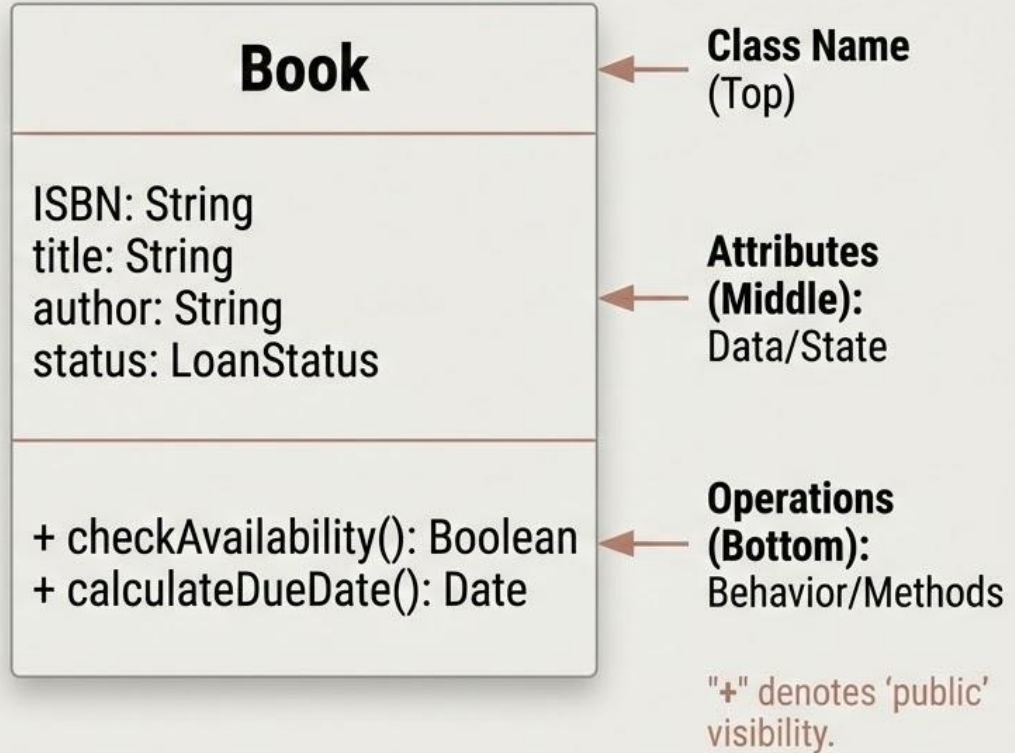 Book
ISBN: String
title: String
author: String
status: LoanStatus
+ checkAvailability(): Boolean
+ calculateDueDate(): Date
Class Name
(Top)
Attributes
(Middle):
Data/State
Operations
(Bottom):
Behavior/Methods
"+" denotes ‘public’
visibility.